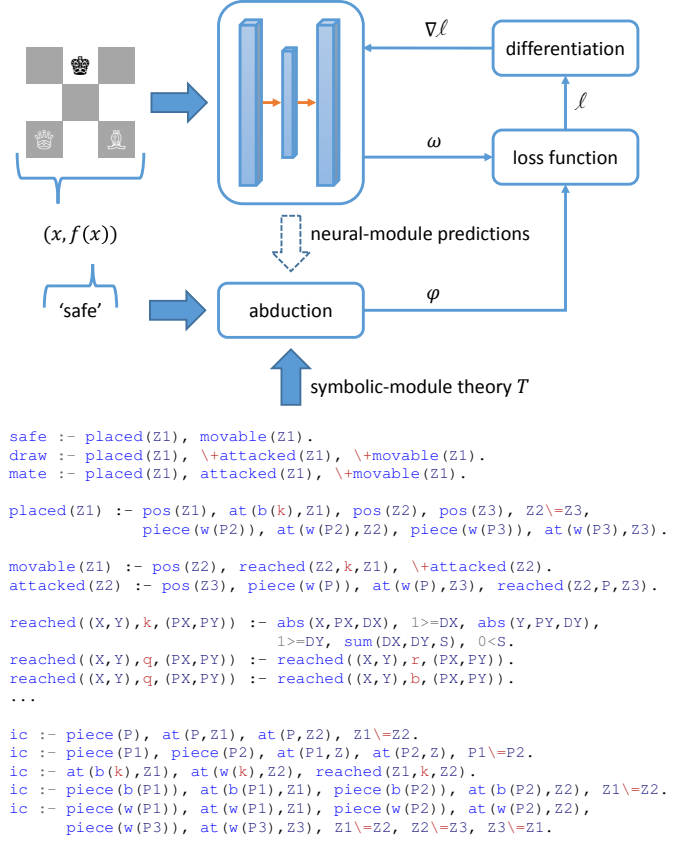 ∇ℓ
differentiation
ℓ
ω
loss function
(x, f(x))
neural-module predictions
'safe'
abduction
φ
symbolic-module theory T
safe :- placed(Z1), movable(Z1).
draw :- placed(Z1), \+attacked(Z1), \+movable(Z1).
mate :- placed(Z1), attacked(Z1), \+movable(Z1).
placed(Z1) :- pos(Z1), at(b(k),Z1), pos(Z2), pos(Z3), Z2\=Z3,
piece(w(P2)), at(w(P2),Z2), piece(w(P3)), at(w(P3),Z3).
movable(Z1) :- pos(Z2), reached(Z2,k,Z1), \+attacked(Z2).
attacked(Z2) :- pos(Z3), piece(w(P)), at(w(P),Z3), reached(Z2,P,Z3).
reached((X,Y),k,(PX,PY)) :- abs(X,PX,DX), 1>=DX, abs(Y,PY,DY),
1>=DY, sum(DX,DY,S), 0<S.
reached((X,Y),q,(PX,PY)) :- reached((X,Y),r,(PX,PY)).
reached((X,Y),q,(PX,PY)) :- reached((X,Y),b,(PX,PY)).
...
ic :- piece(P), at(P,Z1), at(P,Z2), Z1\=Z2.
ic :- piece(P1), piece(P2), at(P1,Z), at(P2,Z), P1\=P2.
ic :- at(b(k),Z1), at(w(k),Z2), reached(Z1,k,Z2).
ic :- piece(b(P1)), at(b(P1),Z1), piece(b(P2)), at(b(P2),Z2), Z1\=Z2.
ic :- piece(w(P1)), at(w(P1),Z1), piece(w(P2)), at(w(P2),Z2),
piece(w(P3)), at(w(P3),Z3), Z1\=Z2, Z2\=Z3, Z3\=Z1.